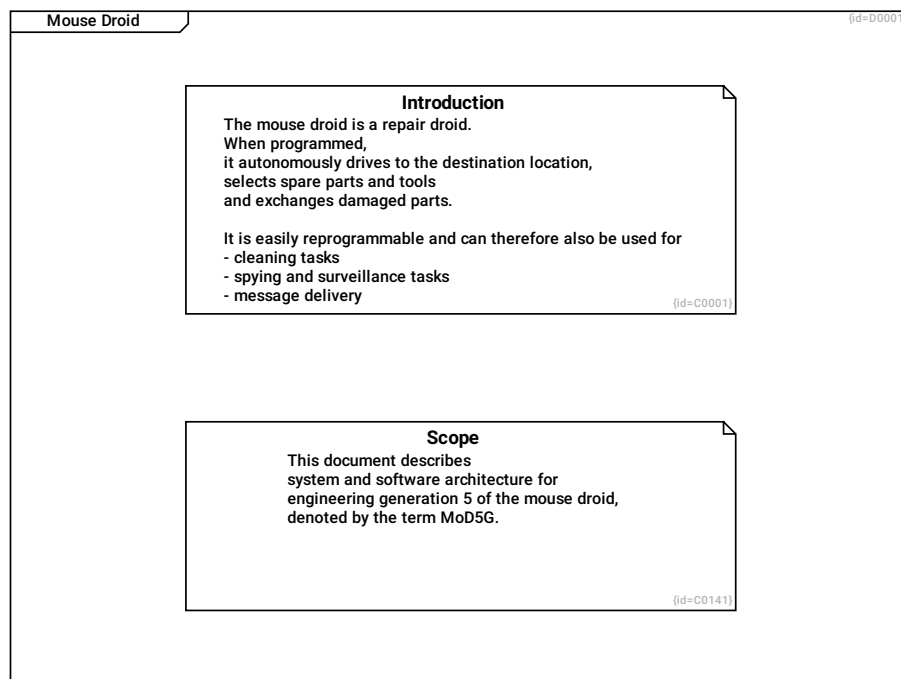 Mouse Droid
{id=D0001
Introduction
The mouse droid is a repair droid.
When programmed,
it autonomously drives to the destination location,
selects spare parts and tools
and exchanges damaged parts.
It is easily reprogrammable and can therefore also be used for
- cleaning tasks
- spying and surveillance tasks
- message delivery
{id=C0001}
Scope
This document describes
system and software architecture for
engineering generation 5 of the mouse droid,
denoted by the term MoD5G.
{id=C0141}